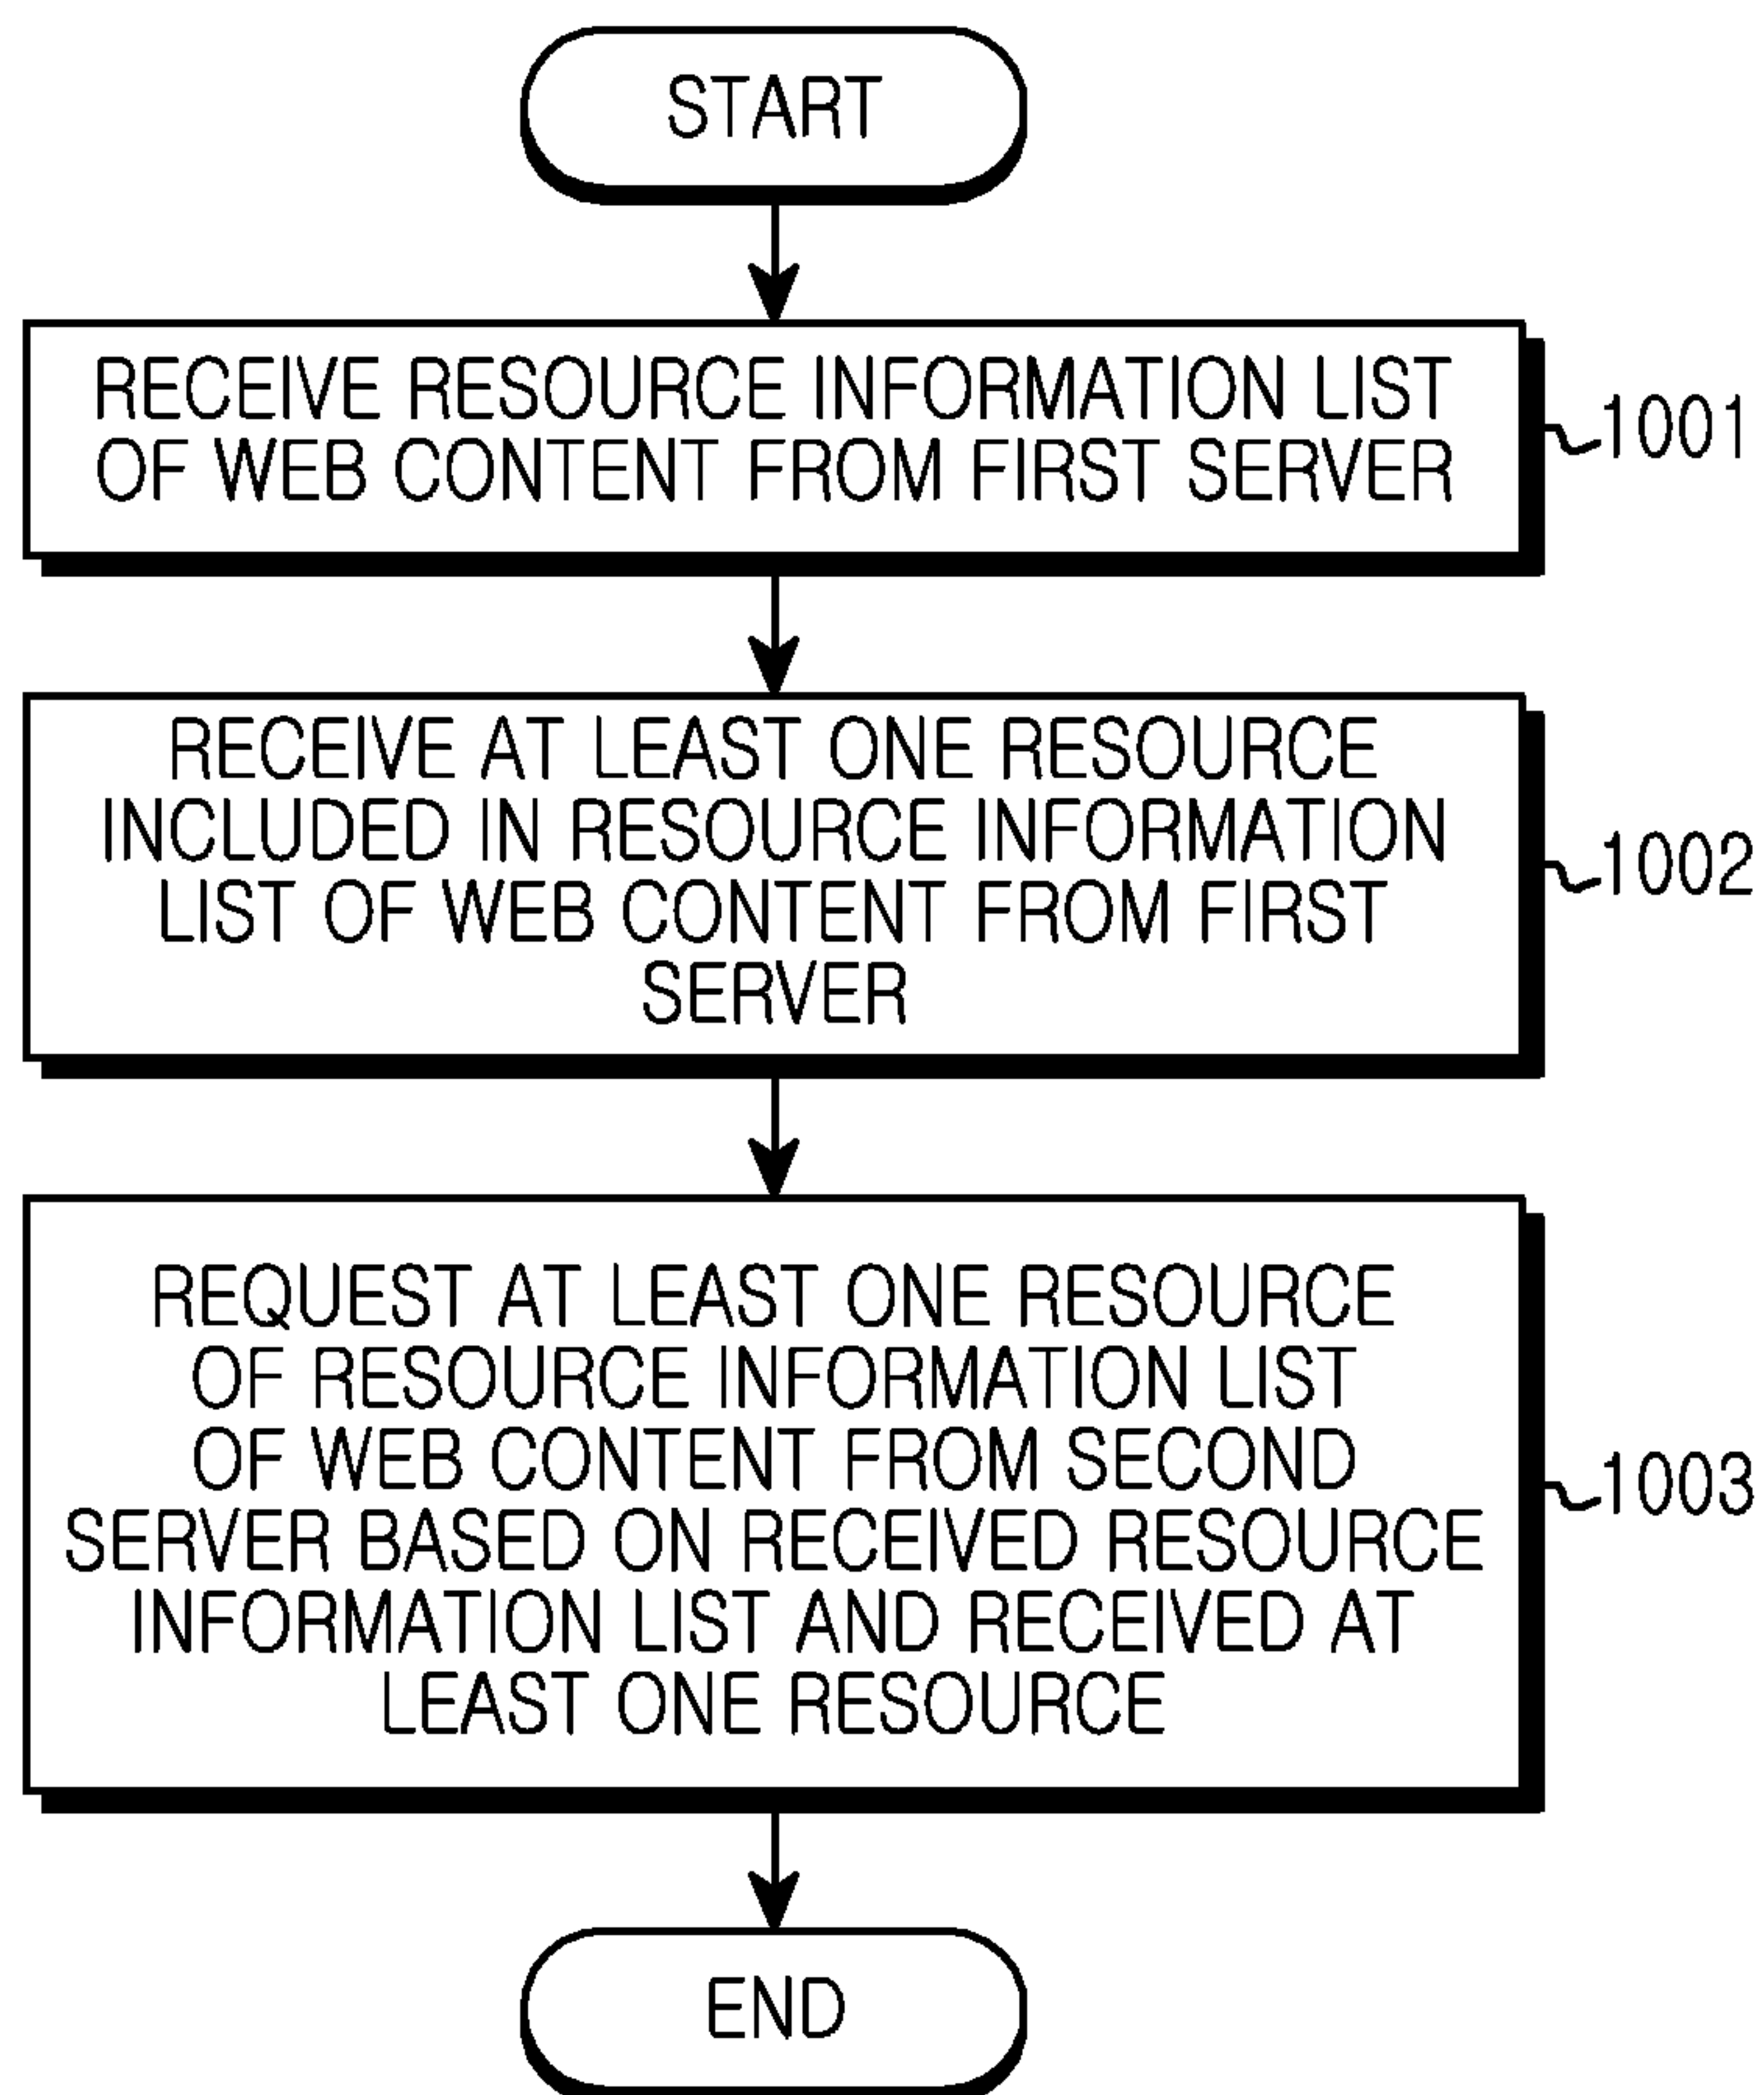 START
RECEIVE RESOURCE INFORMATION LIST
OF WEB CONTENT FROM FIRST SERVER
1001
RECEIVE AT LEAST ONE RESOURCE
INCLUDED IN RESOURCE INFORMATION
LIST OF WEB CONTENT FROM FIRST
SERVER
1002
REQUEST AT LEAST ONE RESOURCE
OF RESOURCE INFORMATION LIST
OF WEB CONTENT FROM SECOND
SERVER BASED ON RECEIVED RESOURCE
INFORMATION LIST AND RECEIVED AT
LEAST ONE RESOURCE
1003
END